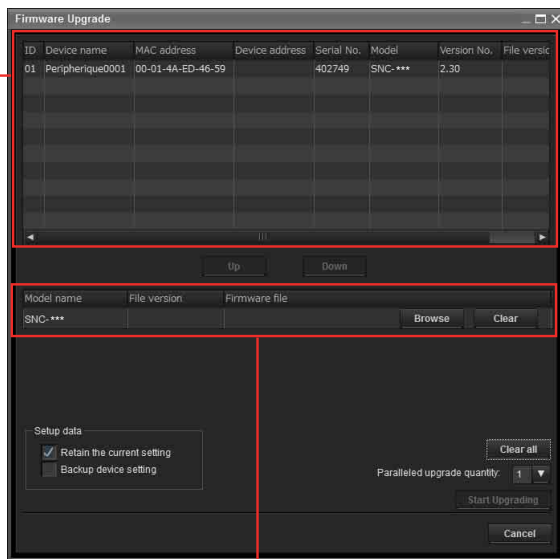 Firmware Upgrade
ID Device name MAC address Device address Serial No. Model Version No. File versic
01 Peripherique0001 00-01-4A-ED-46-59 402749 SNC-*** 2.30
Up Down
Model name File version Firmware file
SNC-*** Browse Clear
Setup data
Retain the current setting
Backup device setting
Clear all
Paralleled upgrade quantity: 1
Start Upgrading
Cancel